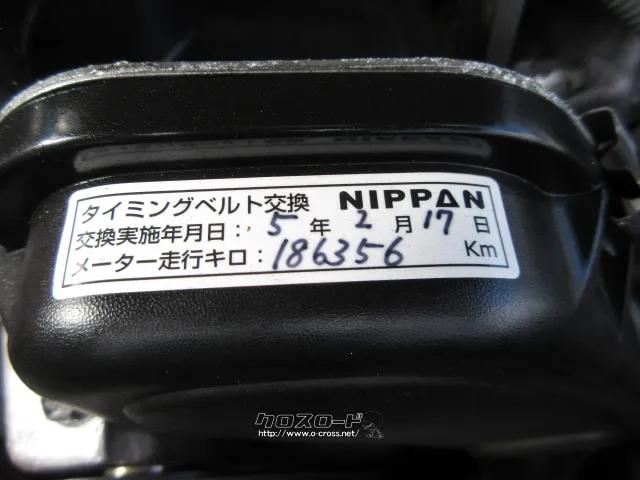 タイミングベルト交換 NIPPAN
交換実施年月日：5年2月17日
メーター走行キロ：186356 Km
クロスロード
http://www.o-cross.net/